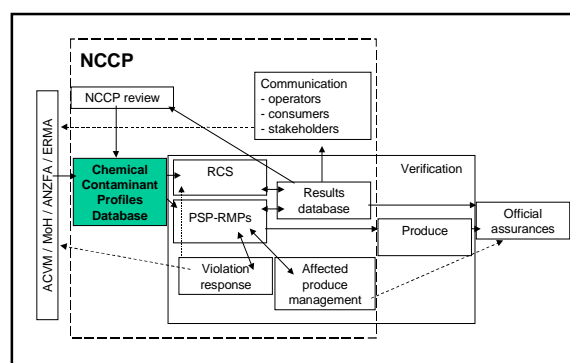 NCCP
Communication
- operators
- consumers
- stakeholders
NCCP review
ACVM / MoH / ANZFA / ERMA
Chemical
Contaminant
Profiles
Database
RCS
Verification
Results
database
PSP-RMPs
Produce
Official
assurances
Violation
response
Affected
produce
management